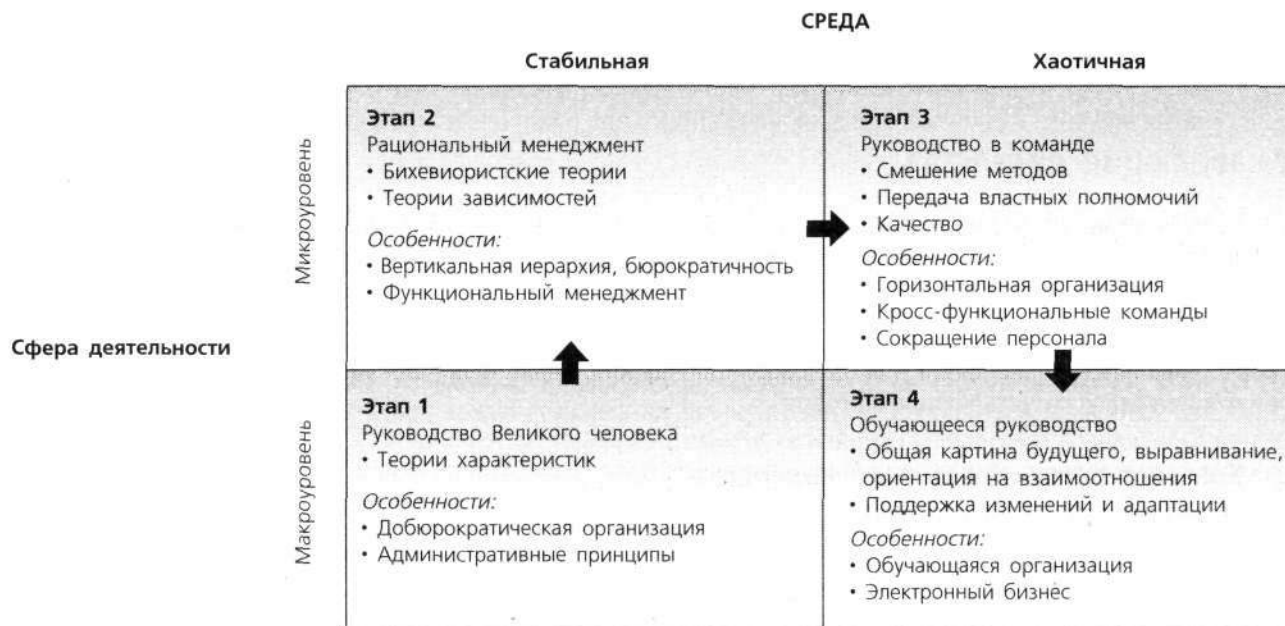 СРЕДА
Стабильная
Хаотичная
Микроуровень
Этап 2
Рациональный менеджмент
• Бихевиористские теории
• Теории зависимостей
Особенности:
• Вертикальная иерархия, бюрократичность
• Функциональный менеджмент
Этап 3
Руководство в команде
• Смешение методов
• Передача властных полномочий
• Качество
Особенности:
• Горизонтальная организация
• Кросс-функциональные команды
• Сокращение персонала
Сфера деятельности
Макроуровень
Этап 1
Руководство Великого человека
• Теории характеристик
Особенности:
• Добюрократическая организация
• Административные принципы
Этап 4
Обучающееся руководство
• Общая картина будущего, выравнивание,
ориентация на взаимоотношения
• Поддержка изменений и адаптации
Особенности:
• Обучающаяся организация
• Электронный бизнес